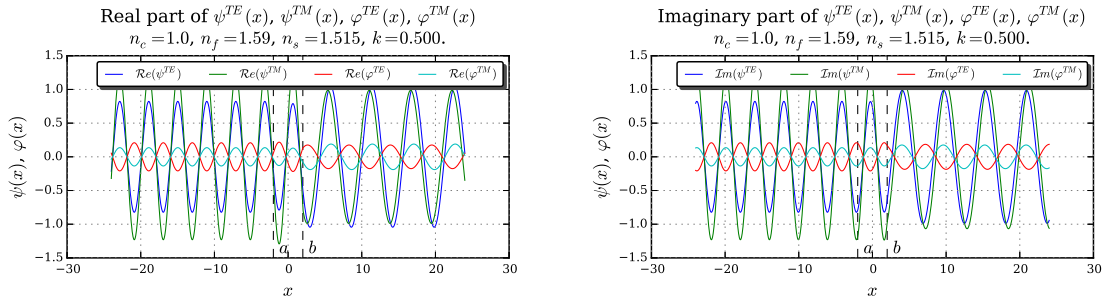 Real part of ψ^TE(x), ψ^TM(x), φ^TE(x), φ^TM(x)
n_c = 1.0, n_f = 1.59, n_s = 1.515, k = 0.500.
1.5
1.0
0.5
0.0
−0.5
−1.0
−1.5
ψ(x), φ(x)
Re(ψ^TE) Re(ψ^TM) Re(φ^TE) Re(φ^TM)
a b
−30 −20 −10 0 10 20 30
x
Imaginary part of ψ^TE(x), ψ^TM(x), φ^TE(x), φ^TM(x)
n_c = 1.0, n_f = 1.59, n_s = 1.515, k = 0.500.
1.5
1.0
0.5
0.0
−0.5
−1.0
−1.5
ψ(x), φ(x)
Im(ψ^TE) Im(ψ^TM) Im(φ^TE) Im(φ^TM)
a b
−30 −20 −10 0 10 20 30
x